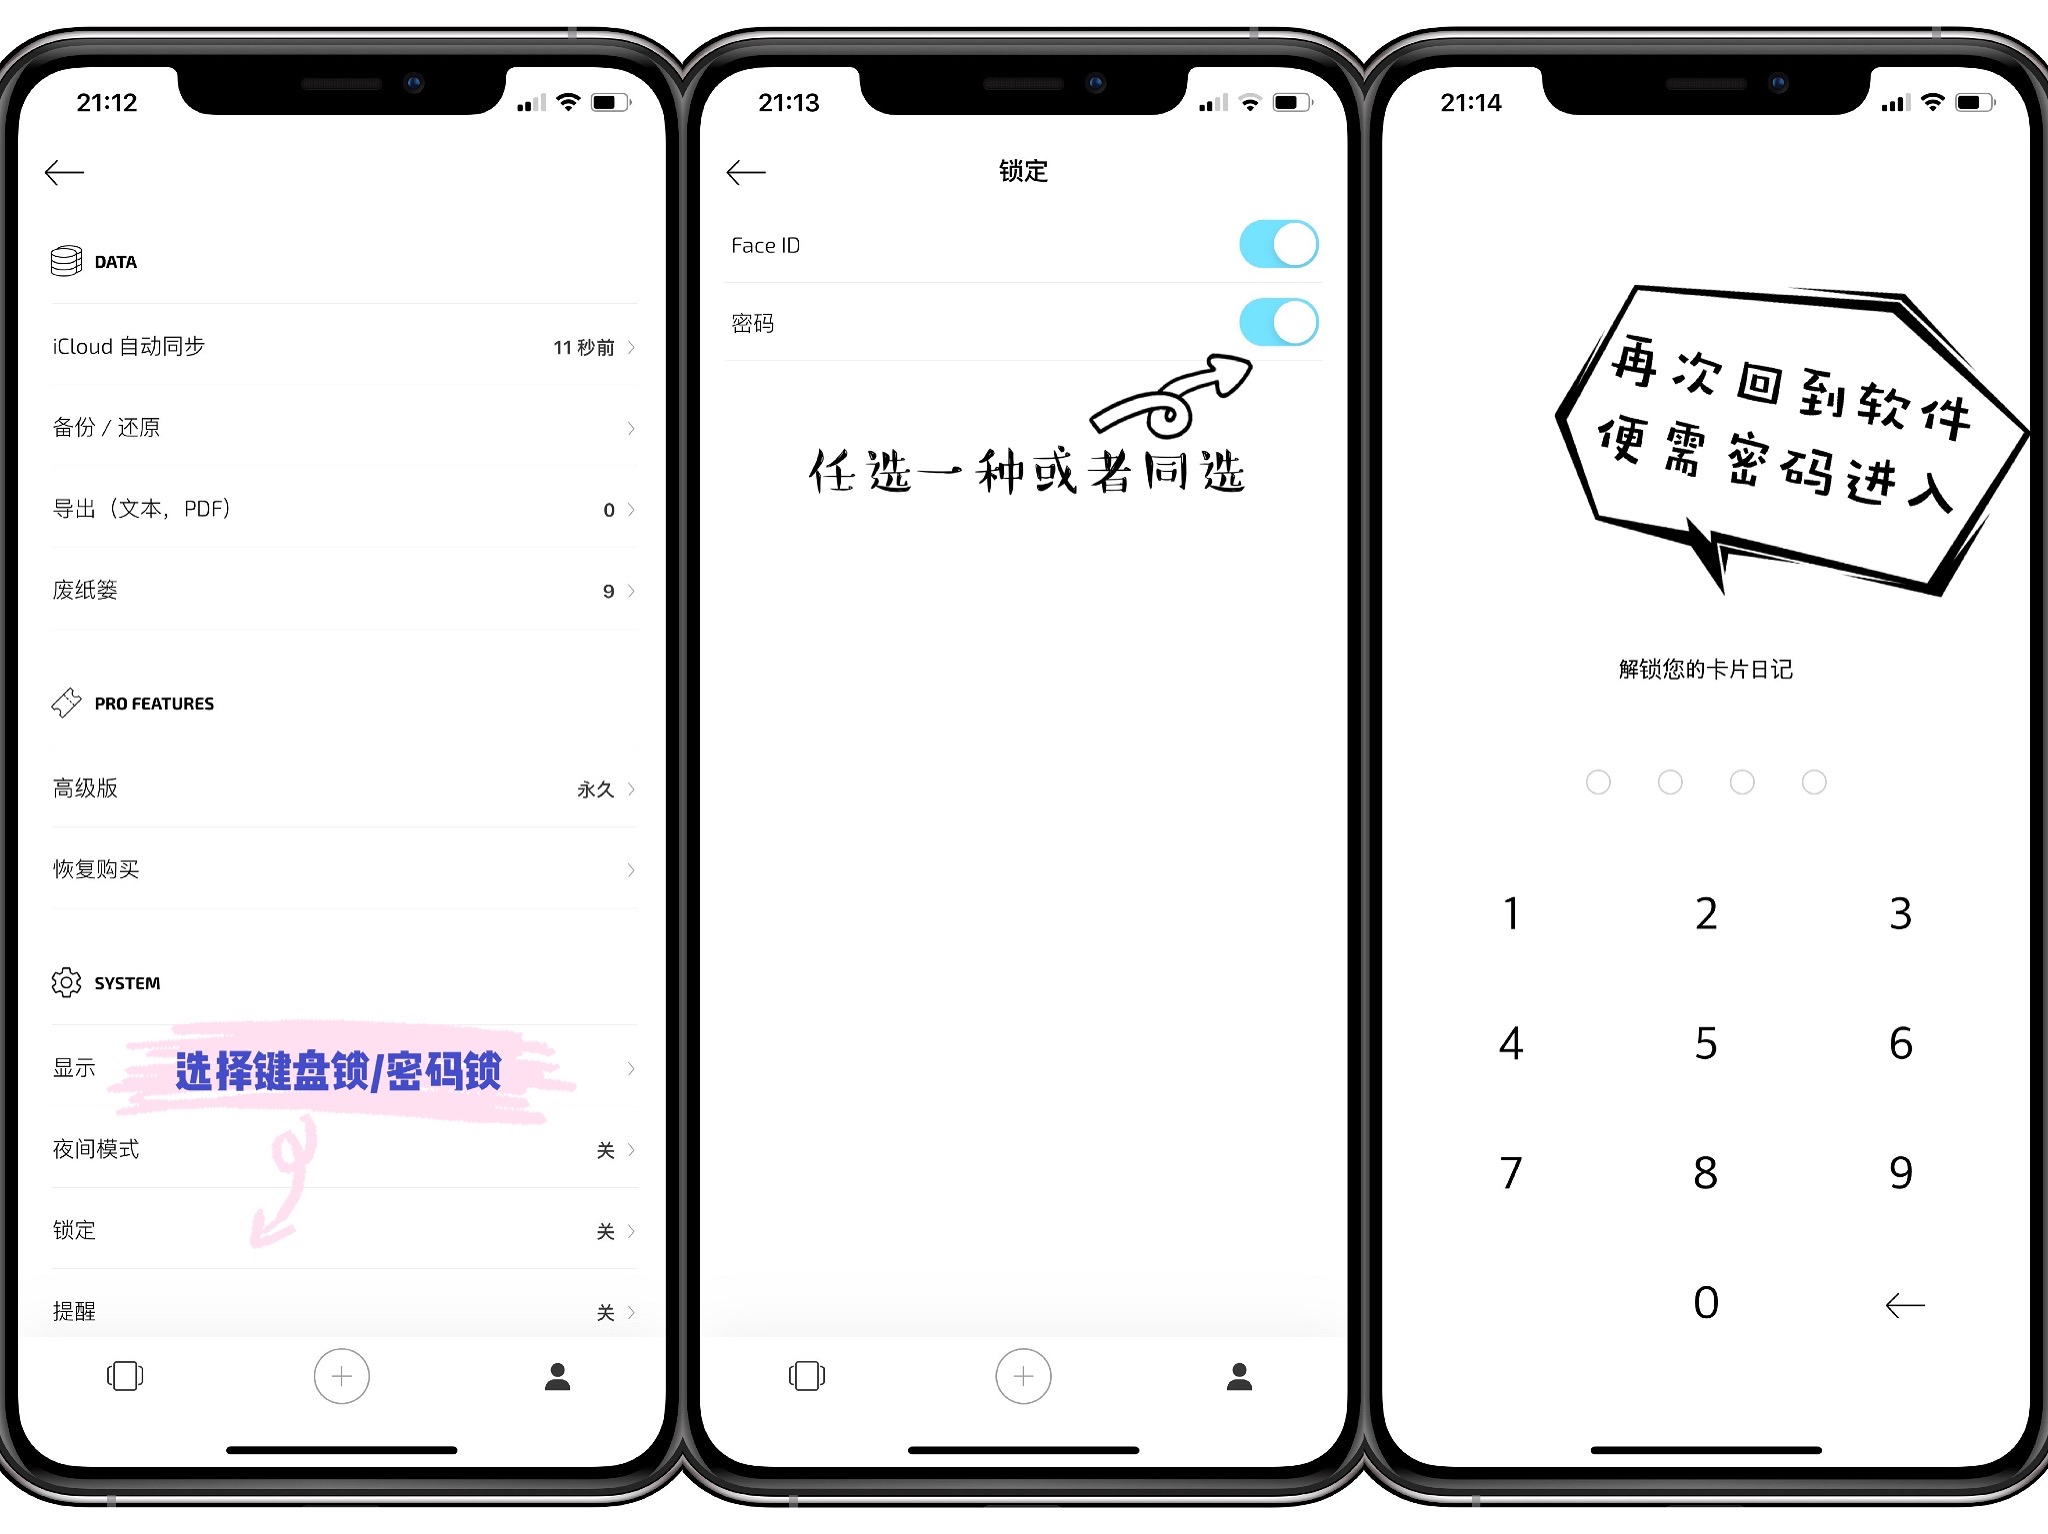 21:12
DATA
iCloud 自动同步 11 秒前
备份 / 还原
导出（文本，PDF） 0
废纸篓 9
PRO FEATURES
高级版 永久
恢复购买
SYSTEM
显示
选择键盘锁/密码锁
夜间模式 关
锁定 关
提醒 关
21:13
锁定
Face ID
密码
任选一种或者同选
21:14
再次回到软件
便需密码进入
解锁您的卡片日记
1 2 3
4 5 6
7 8 9
0